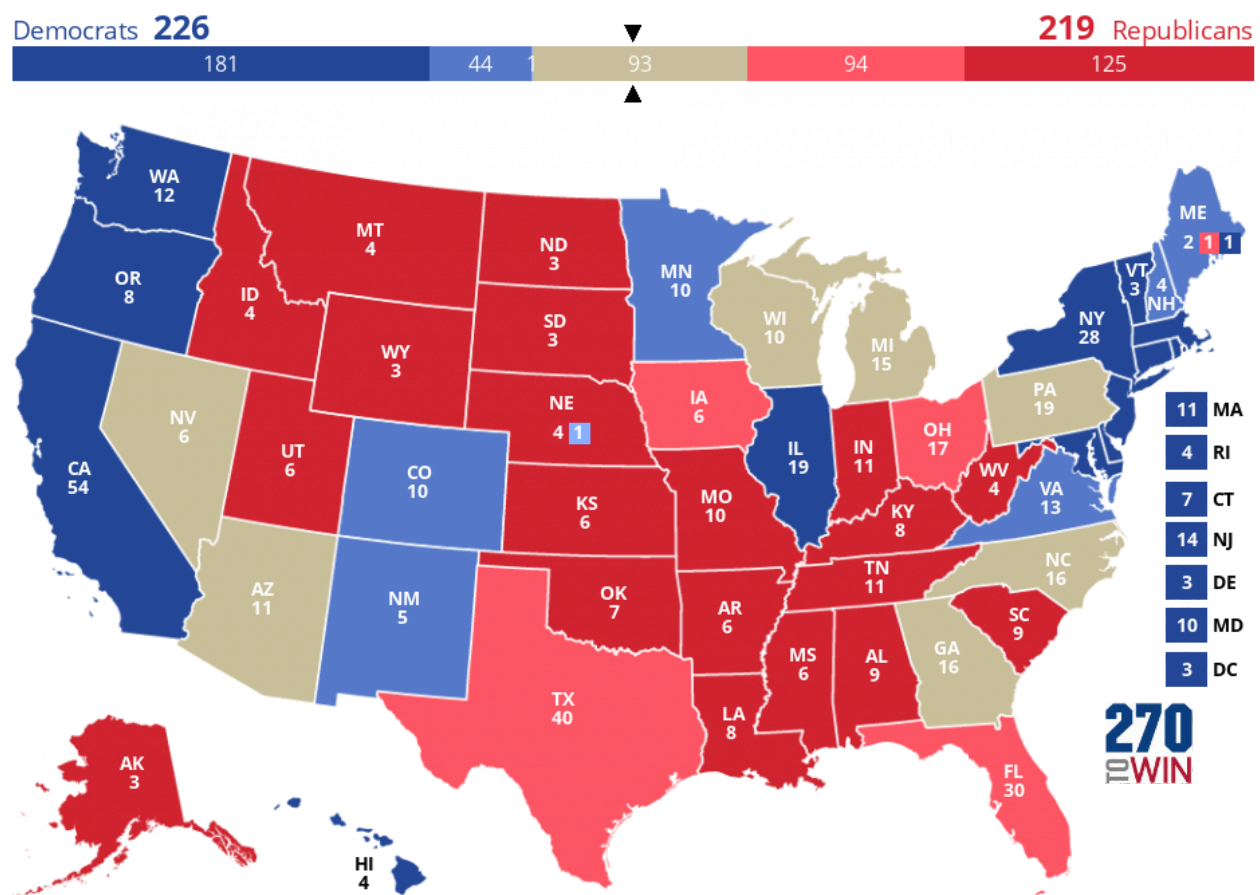 Democrats 226
219 Republicans
181 44 1 93 94 125
WA
12
OR
8
CA
54
NV
6
ID
4
MT
4
WY
3
UT
6
AZ
11
CO
10
NM
5
ND
3
SD
3
NE
4 1
KS
6
OK
7
TX
40
MN
10
IA
6
MO
10
AR
6
LA
8
WI
10
IL
19
MI
15
IN
11
OH
17
KY
8
TN
11
MS
6
AL
9
GA
16
FL
30
SC
9
NC
16
VA
13
WV
4
PA
19
NY
28
VT
3
4
NH
ME
2 1 1
11 MA
4 RI
7 CT
14 NJ
3 DE
10 MD
3 DC
AK
3
HI
4
270
TO WIN